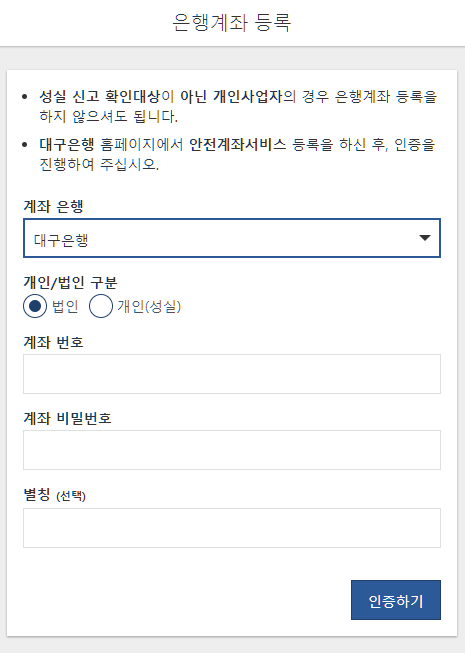 은행계좌 등록
• 성실 신고 확인대상이 아닌 개인사업자의 경우 은행계좌 등록을
하지 않으셔도 됩니다.
• 대구은행 홈페이지에서 안전계좌서비스 등록을 하신 후, 인증을
진행하여 주십시오.
계좌 은행
대구은행
개인/법인 구분
법인 개인(성실)
계좌 번호
계좌 비밀번호
별칭 (선택)
인증하기